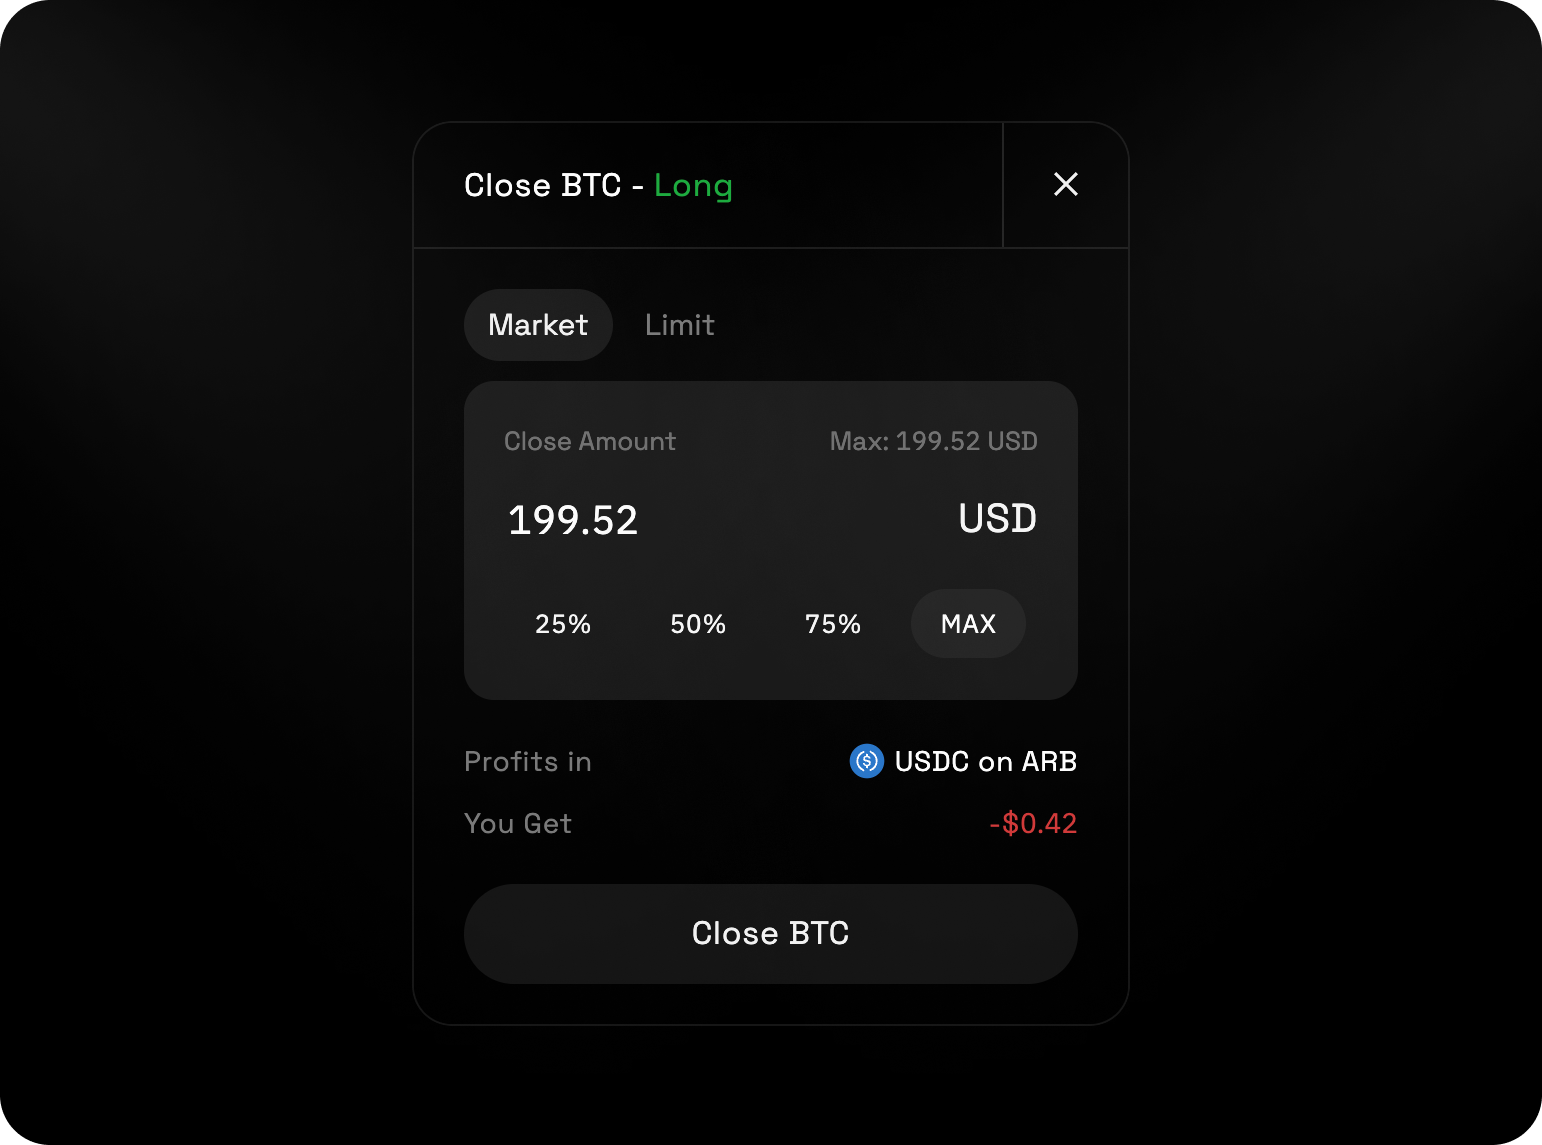 Close BTC - Long
Market Limit
Close Amount Max: 199.52 USD
199.52 USD
25% 50% 75% MAX
Profits in USDC on ARB
You Get -$0.42
Close BTC